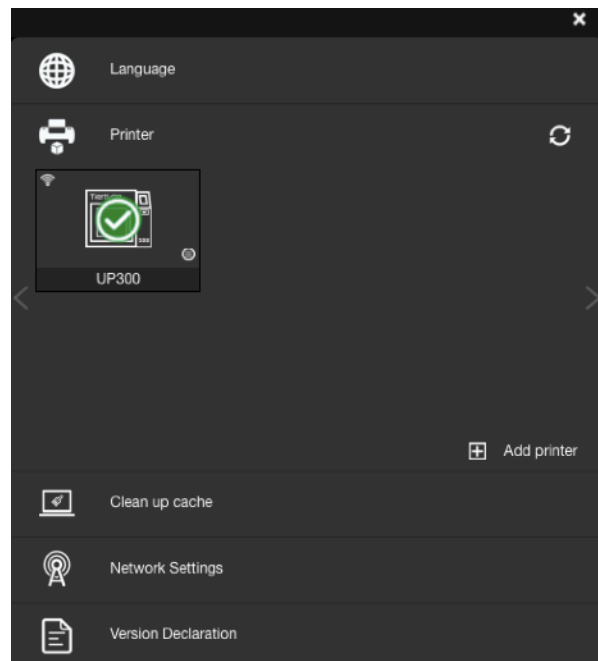 Language
Printer
UP300
Add printer
Clean up cache
Network Settings
Version Declaration